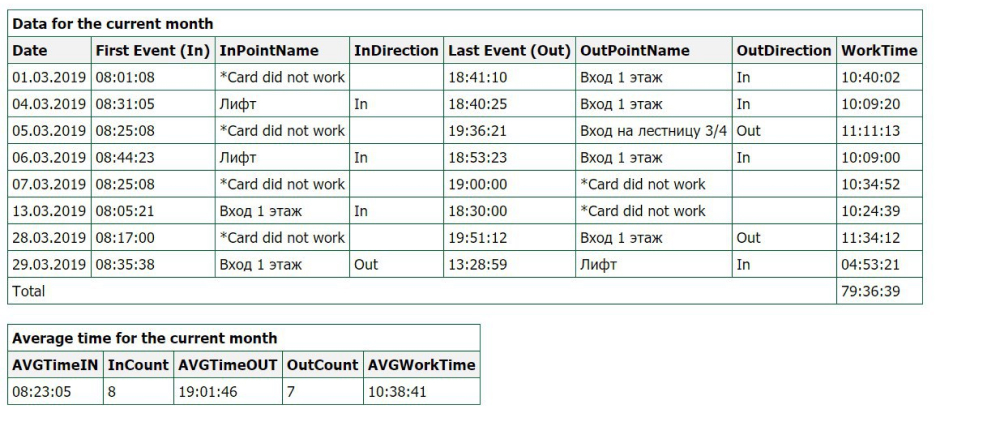 Data for the current month
Date First Event (In) InPointName InDirection Last Event (Out) OutPointName OutDirection WorkTime
01.03.2019 08:01:08 *Card did not work 18:41:10 Вход 1 этаж In 10:40:02
04.03.2019 08:31:05 Лифт In 18:40:25 Вход 1 этаж In 10:09:20
05.03.2019 08:25:08 *Card did not work 19:36:21 Вход на лестницу 3/4 Out 11:11:13
06.03.2019 08:44:23 Лифт In 18:53:23 Вход 1 этаж In 10:09:00
07.03.2019 08:25:08 *Card did not work 19:00:00 *Card did not work 10:34:52
13.03.2019 08:05:21 Вход 1 этаж In 18:30:00 *Card did not work 10:24:39
28.03.2019 08:17:00 *Card did not work 19:51:12 Вход 1 этаж Out 11:34:12
29.03.2019 08:35:38 Вход 1 этаж Out 13:28:59 Лифт In 04:53:21
Total 79:36:39
Average time for the current month
AVGTimeIN InCount AVGTimeOUT OutCount AVGWorkTime
08:23:05 8 19:01:46 7 10:38:41